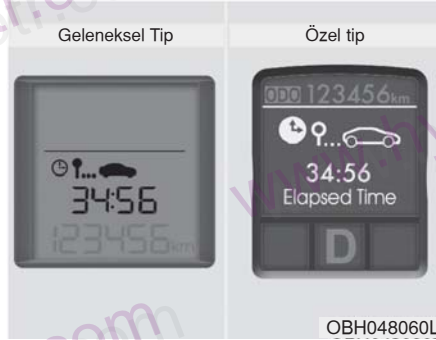 Geleneksel Tip
Özel tip
34:56
123456km
ODO 123456km
34:56
Elapsed Time
D
OBH048060L